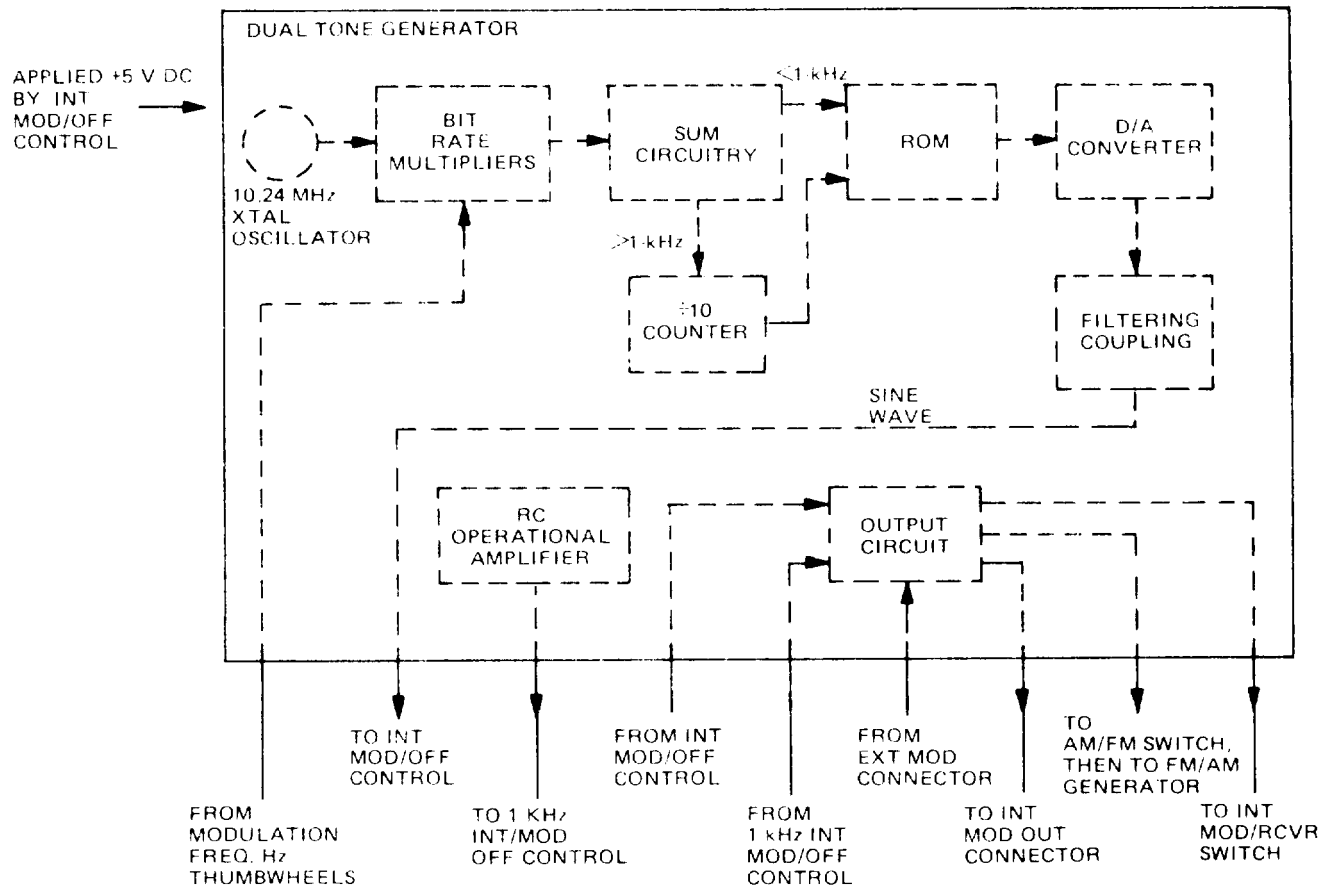 DUAL TONE GENERATOR
APPLIED +5 V DC
BY INT
MOD/OFF
CONTROL
10.24 MHz
XTAL
OSCILLATOR
BIT
RATE
MULTIPLIERS
SUM
CIRCUITRY
<1-kHz
>1-kHz
÷10
COUNTER
ROM
D/A
CONVERTER
FILTERING
COUPLING
SINE
WAVE
RC
OPERATIONAL
AMPLIFIER
OUTPUT
CIRCUIT
FROM
MODULATION
FREQ. Hz
THUMBWHEELS
TO INT
MOD/OFF
CONTROL
TO 1 KHz
INT/MOD
OFF CONTROL
FROM INT
MOD/OFF
CONTROL
FROM
1 kHz INT
MOD/OFF
CONTROL
FROM
EXT MOD
CONNECTOR
TO INT
MOD OUT
CONNECTOR
TO
AM/FM SWITCH,
THEN TO FM/AM
GENERATOR
TO INT
MOD/RCVR
SWITCH